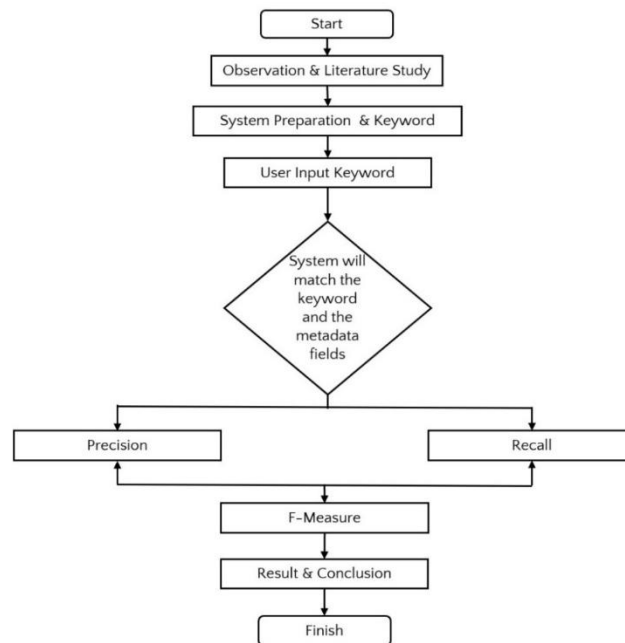 Start
Observation & Literature Study
System Preparation & Keyword
User Input Keyword
System will
match the
keyword
and the
metadata
fields
Precision
Recall
F-Measure
Result & Conclusion
Finish